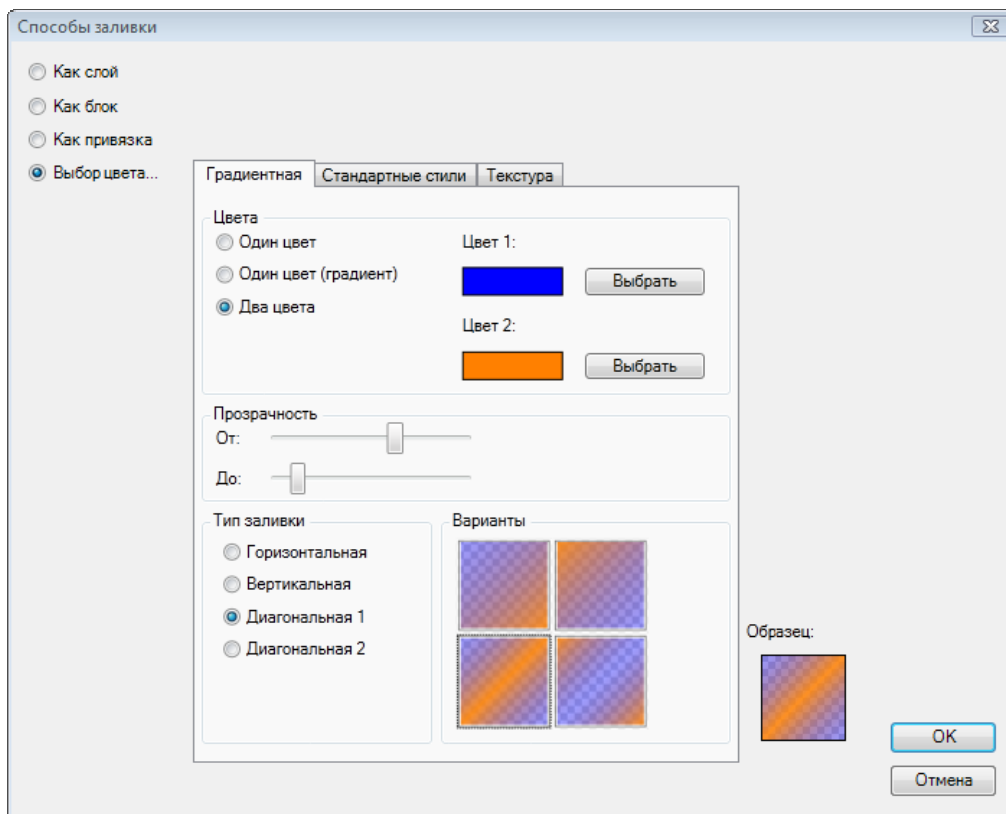 Способы заливки
Как слой
Как блок
Как привязка
Выбор цвета...
Градиентная Стандартные стили Текстура
Цвета
Один цвет
Один цвет (градиент)
Два цвета
Цвет 1:
Выбрать
Цвет 2:
Выбрать
Прозрачность
От:
До:
Тип заливки
Горизонтальная
Вертикальная
Диагональная 1
Диагональная 2
Варианты
Образец:
OK
Отмена